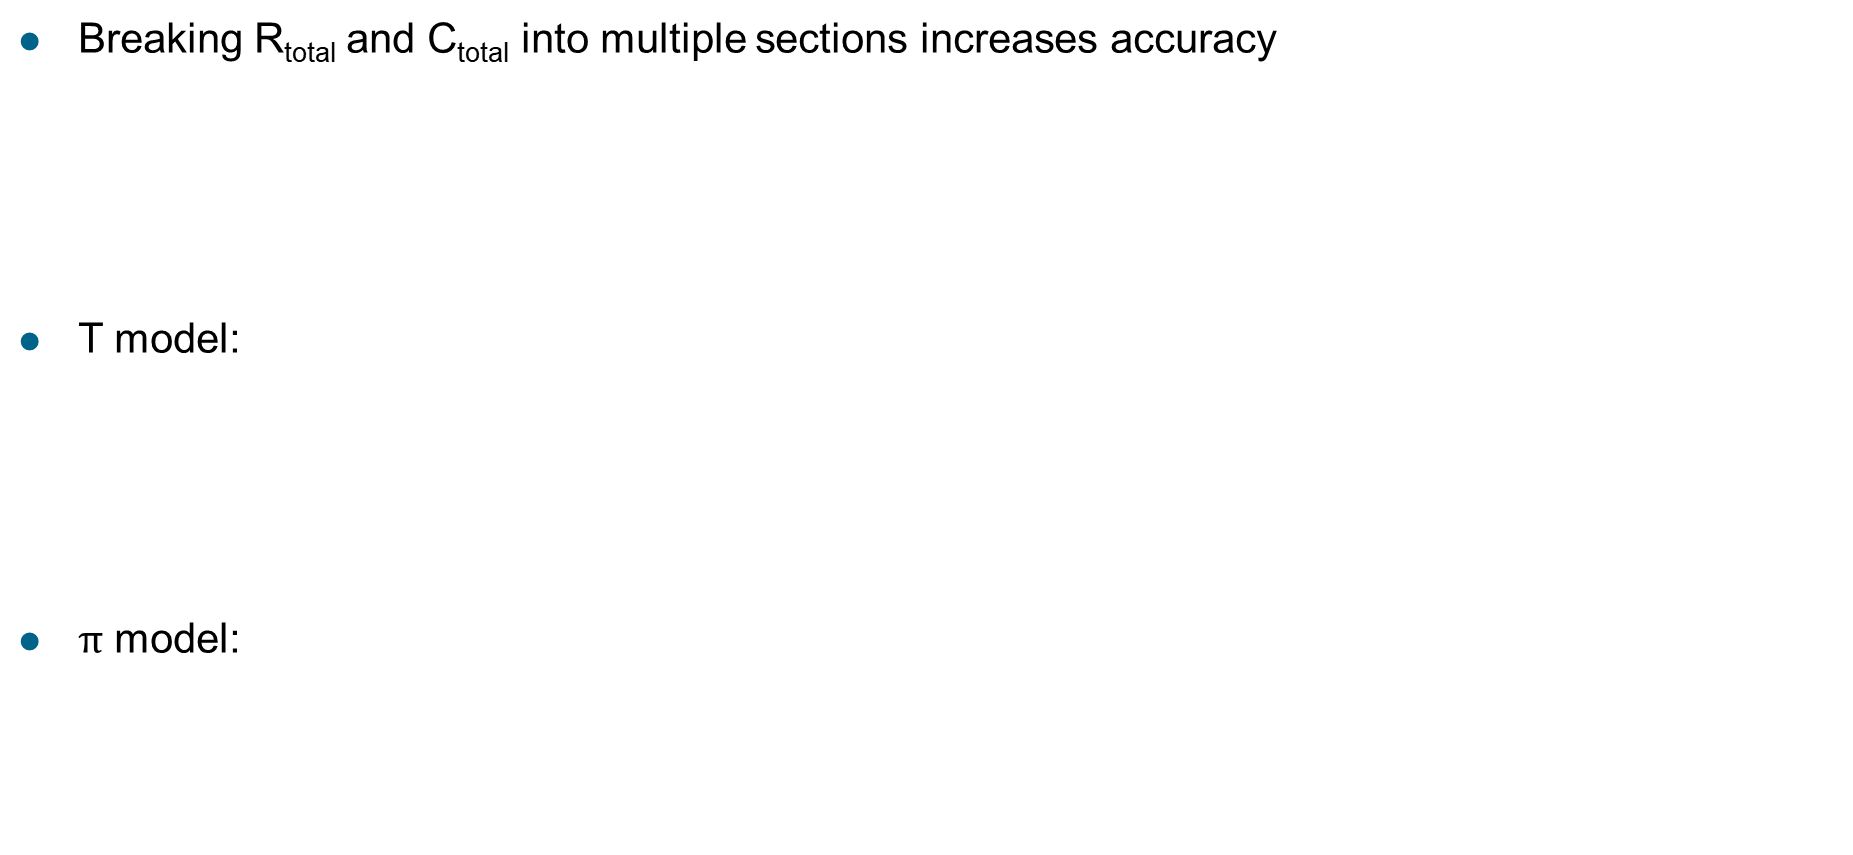 • Breaking Rtotal and Ctotal into multiple sections increases accuracy
• T model:
• π model: